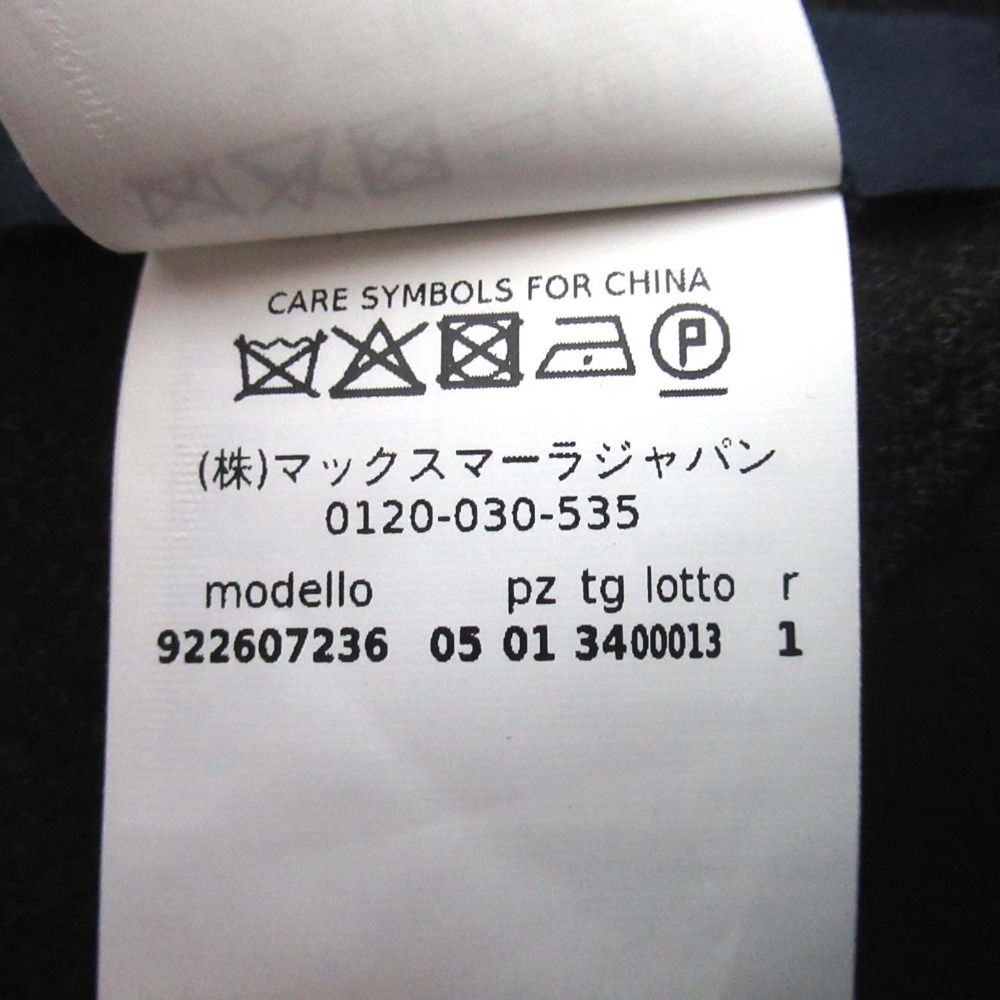 CARE SYMBOLS FOR CHINA
P
(株)マックスマーラジャパン
0120-030-535
modello pz tg lotto r
922607236 05 01 3400013 1